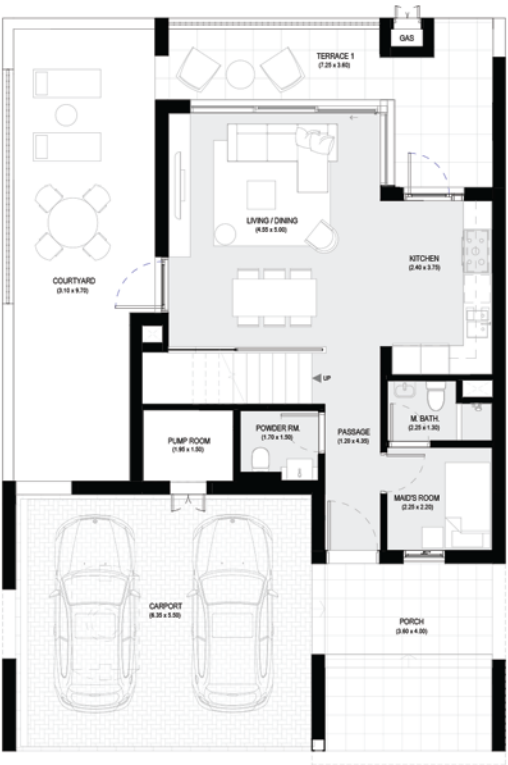 GAS
TERRACE 1
(7.25 x 3.60)
LIVING / DINING
(4.55 x 5.00)
KITCHEN
(2.40 x 3.75)
COURTYARD
(3.10 x 9.70)
UP
M. BATH.
(2.25 x 1.30)
POWDER RM.
(1.70 x 1.50)
PASSAGE
(1.20 x 4.35)
PUMP ROOM
(1.95 x 1.50)
MAID'S ROOM
(2.25 x 2.20)
CARPORT
(6.35 x 5.50)
PORCH
(3.60 x 4.00)